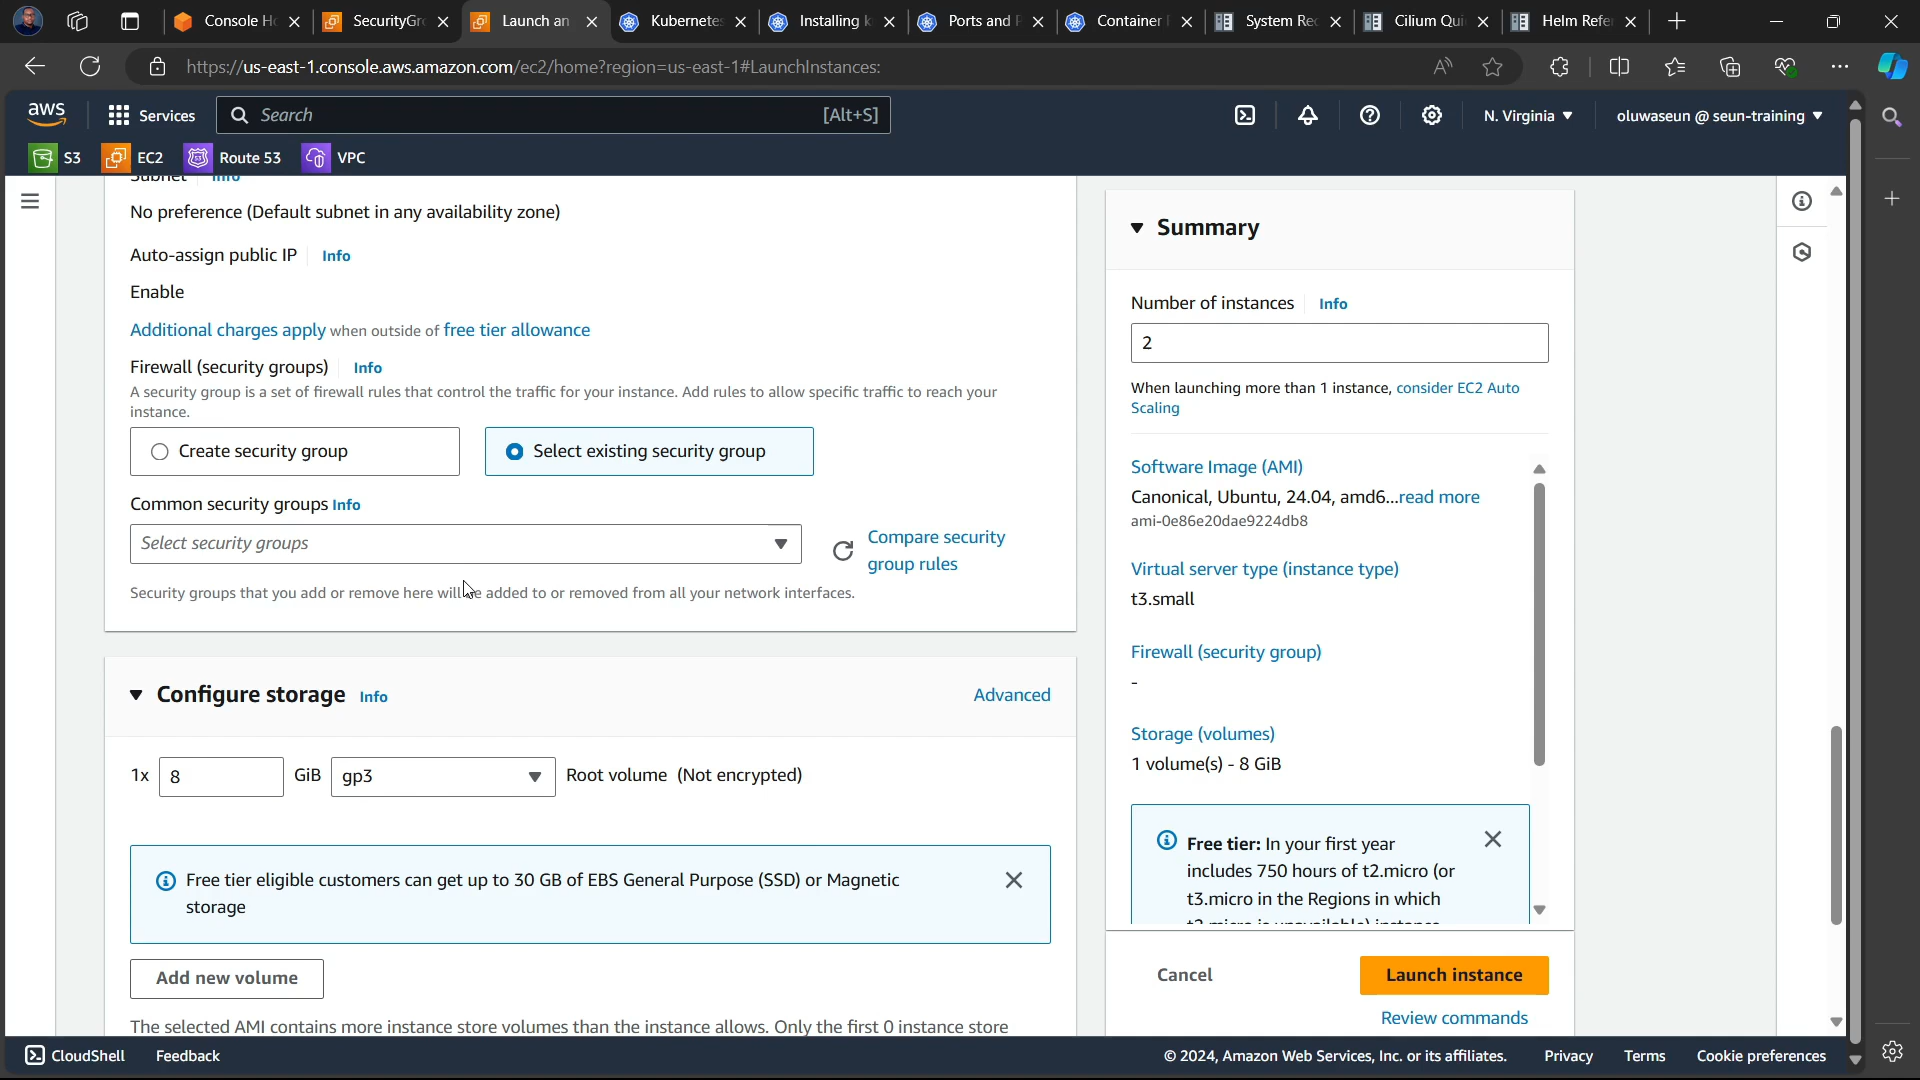 Console H
SecurityGr
Launch an
Kubernetes
Installing k
Ports and P
Container
System Rec
Cilium Qui
Helm Refe
https://us-east-1.console.aws.amazon.com/ec2/home?region=us-east-1#LaunchInstances:
aws
Services
Search
[Alt+S]
N. Virginia
oluwaseun @ seun-training
S3
EC2
Route 53
VPC
Subnet Info
No preference (Default subnet in any availability zone)
Auto-assign public IP Info
Enable
Additional charges apply when outside of free tier allowance
Firewall (security groups) Info
A security group is a set of firewall rules that control the traffic for your instance. Add rules to allow specific traffic to reach your
instance.
Create security group
Select existing security group
Common security groups Info
Select security groups
Compare security
group rules
Security groups that you add or remove here will be added to or removed from all your network interfaces.
Configure storage Info
Advanced
1x 8 GiB gp3 Root volume (Not encrypted)
Free tier eligible customers can get up to 30 GB of EBS General Purpose (SSD) or Magnetic
storage
Add new volume
The selected AMI contains more instance store volumes than the instance allows. Only the first 0 instance store
Summary
Number of instances Info
2
When launching more than 1 instance, consider EC2 Auto
Scaling
Software Image (AMI)
Canonical, Ubuntu, 24.04, amd6...read more
ami-0e86e20dae9224db8
Virtual server type (instance type)
t3.small
Firewall (security group)
-
Storage (volumes)
1 volume(s) - 8 GiB
Free tier: In your first year
includes 750 hours of t2.micro (or
t3.micro in the Regions in which
t2.micro is unavailable) instance
Cancel
Launch instance
Review commands
CloudShell
Feedback
© 2024, Amazon Web Services, Inc. or its affiliates.
Privacy
Terms
Cookie preferences